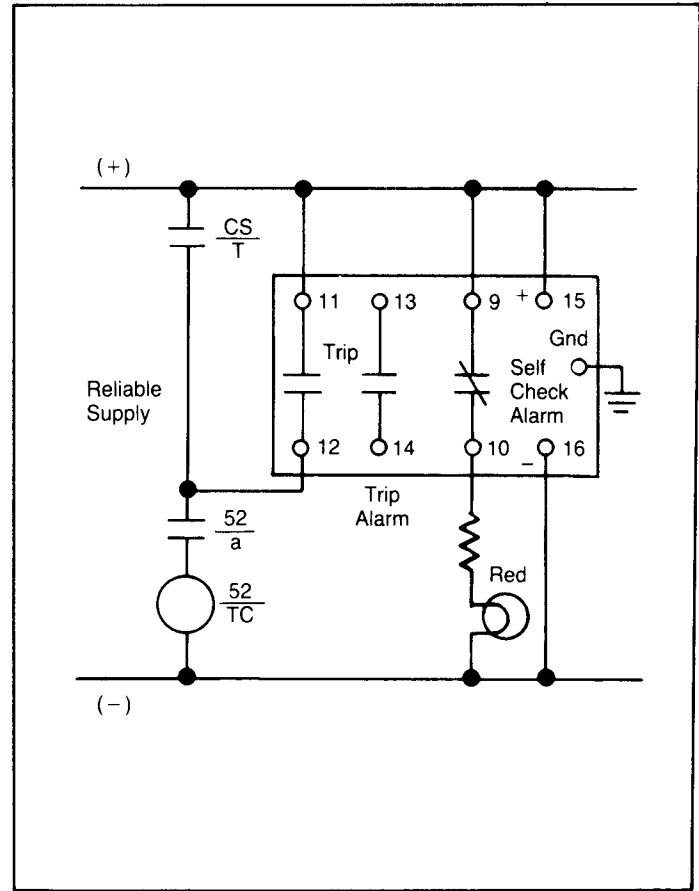 (+)
CS
T
11
13
9
+ 15
Gnd
Trip
Self
Check
Alarm
Reliable
Supply
12
14
10
16
−
Trip
Alarm
52
a
Red
52
TC
(−)